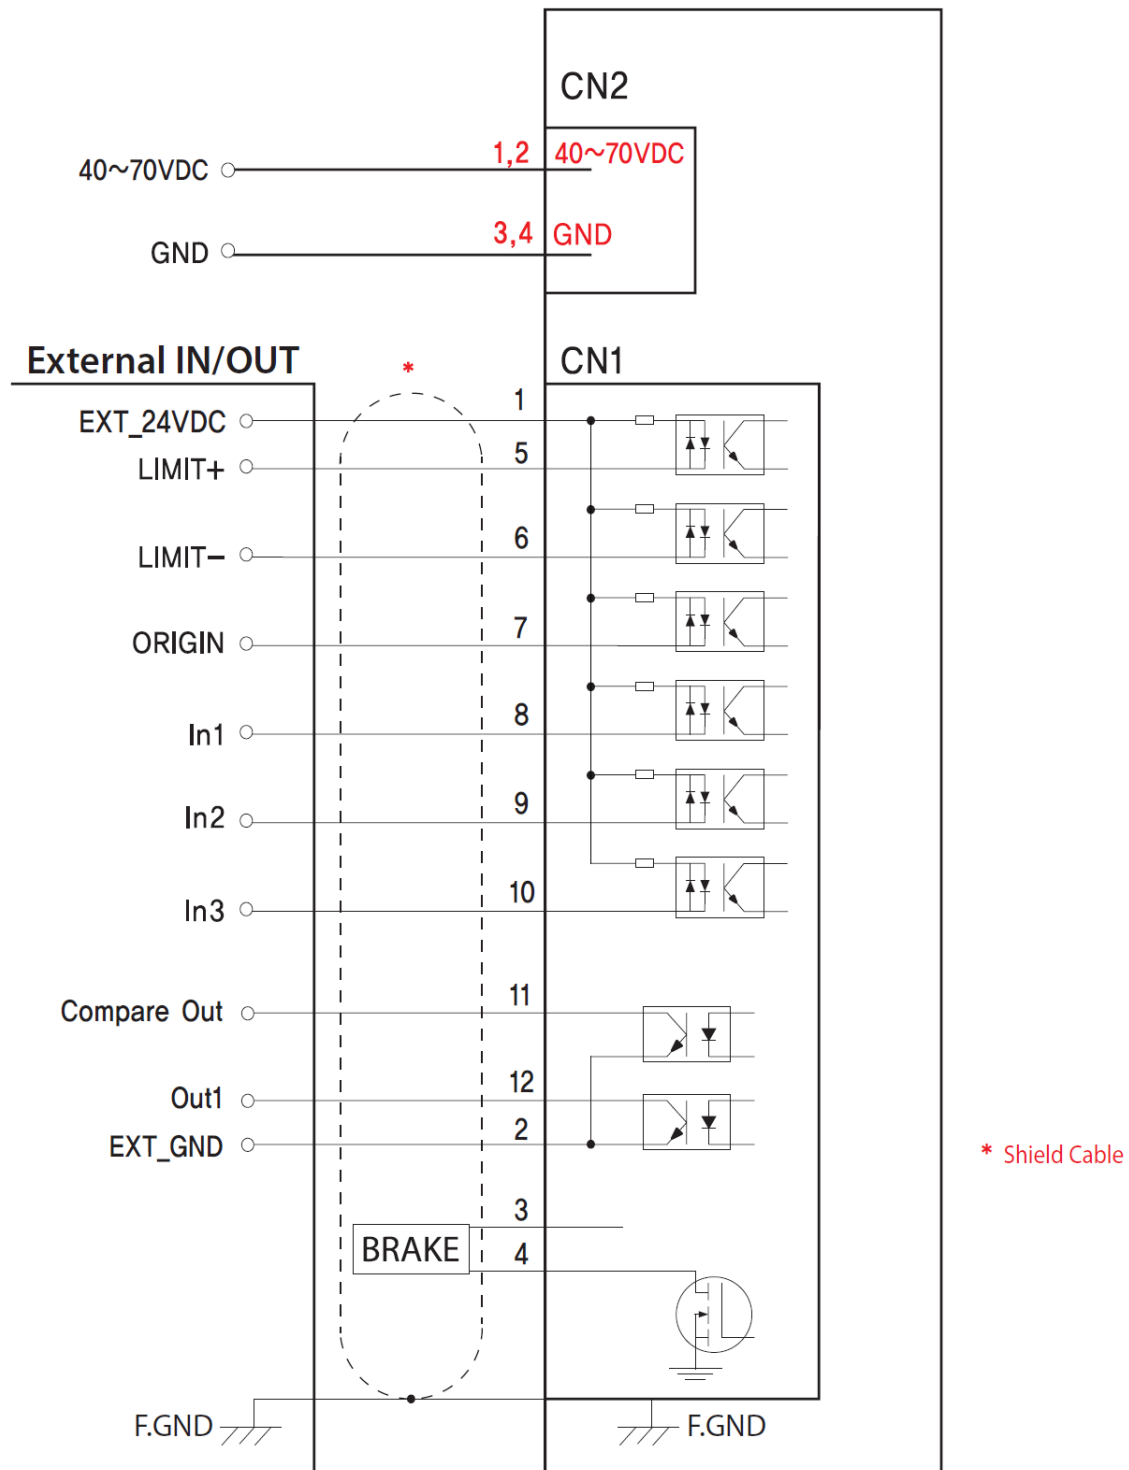 CN2
40~70VDC 1,2 40~70VDC
GND 3,4 GND
External IN/OUT * CN1
EXT_24VDC 1
LIMIT+ 5
LIMIT− 6
ORIGIN 7
In1 8
In2 9
In3 10
Compare Out 11
Out1 12
EXT_GND 2
* Shield Cable
3
BRAKE
4
F.GND F.GND